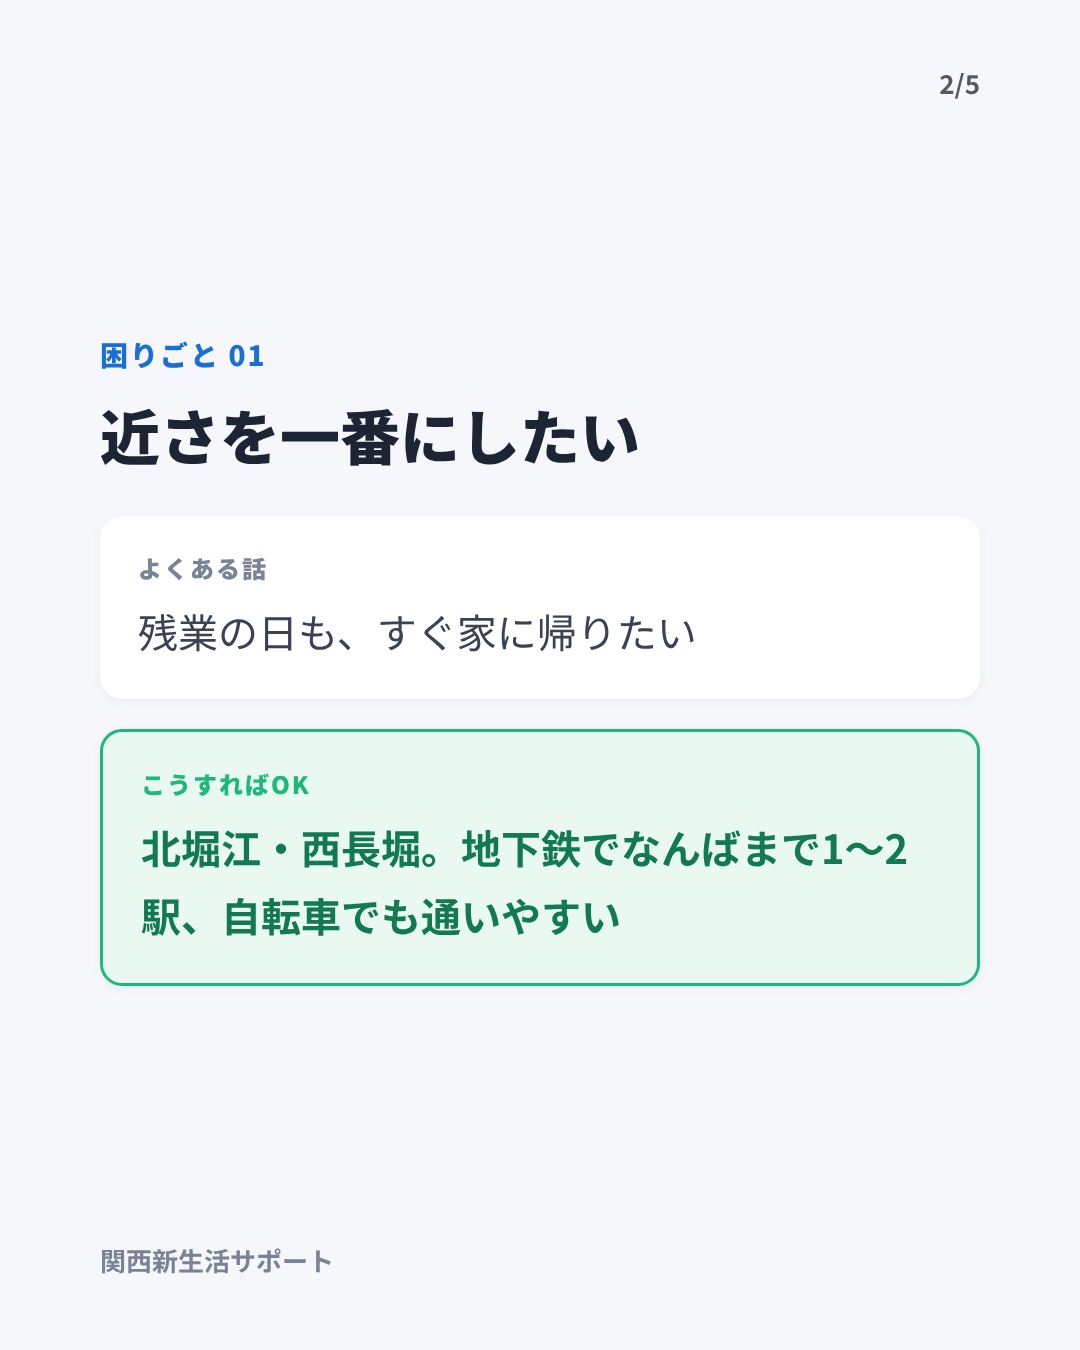 2/5
困りごと 01
近さを一番にしたい
よくある話
残業の日も、すぐ家に帰りたい
こうすればOK
北堀江・西長堀。地下鉄でなんばまで1〜2
駅、自転車でも通いやすい
関西新生活サポート